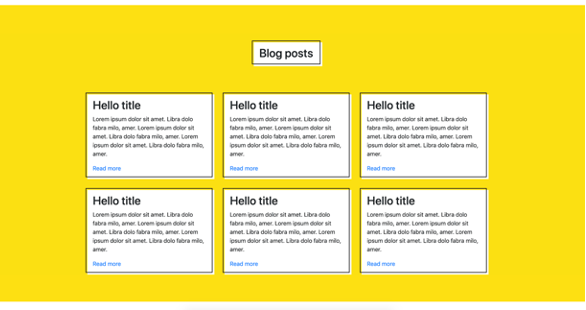 Blog posts
Hello title
Lorem ipsum dolor sit amet. Libra dolo
fabra milo, amer. Lorem ipsum dolor sit
amet. Libra dolo fabra milo, amer. Lorem
ipsum dolor sit amet. Libra dolo fabra milo,
amer.
Read more
Hello title
Lorem ipsum dolor sit amet. Libra dolo
fabra milo, amer. Lorem ipsum dolor sit
amet. Libra dolo fabra milo, amer. Lorem
ipsum dolor sit amet. Libra dolo fabra milo,
amer.
Read more
Hello title
Lorem ipsum dolor sit amet. Libra dolo
fabra milo, amer. Lorem ipsum dolor sit
amet. Libra dolo fabra milo, amer. Lorem
ipsum dolor sit amet. Libra dolo fabra milo,
amer.
Read more
Hello title
Lorem ipsum dolor sit amet. Libra dolo
fabra milo, amer. Lorem ipsum dolor sit
amet. Libra dolo fabra milo, amer. Lorem
ipsum dolor sit amet. Libra dolo fabra milo,
amer.
Read more
Hello title
Lorem ipsum dolor sit amet. Libra dolo
fabra milo, amer. Lorem ipsum dolor sit
amet. Libra dolo fabra milo, amer. Lorem
ipsum dolor sit amet. Libra dolo fabra milo,
amer.
Read more
Hello title
Lorem ipsum dolor sit amet. Libra dolo
fabra milo, amer. Lorem ipsum dolor sit
amet. Libra dolo fabra milo, amer. Lorem
ipsum dolor sit amet. Libra dolo fabra milo,
amer.
Read more